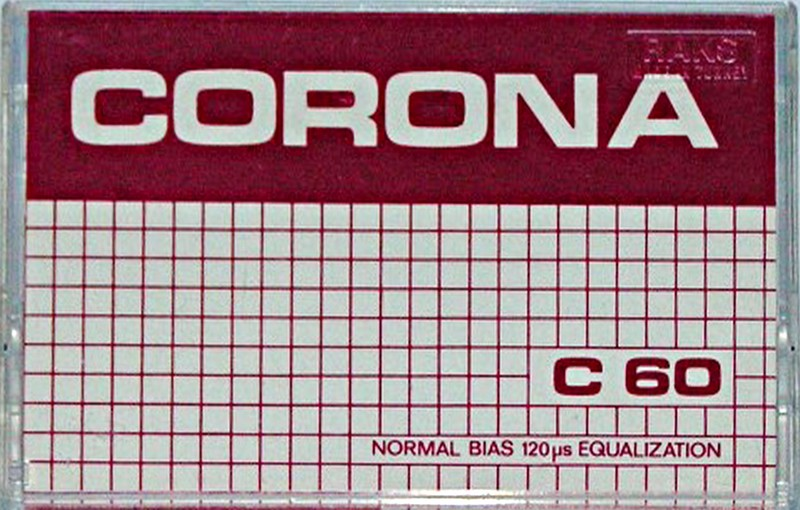 RAKS
CORONA
C 60
NORMAL BIAS 120µs EQUALIZATION